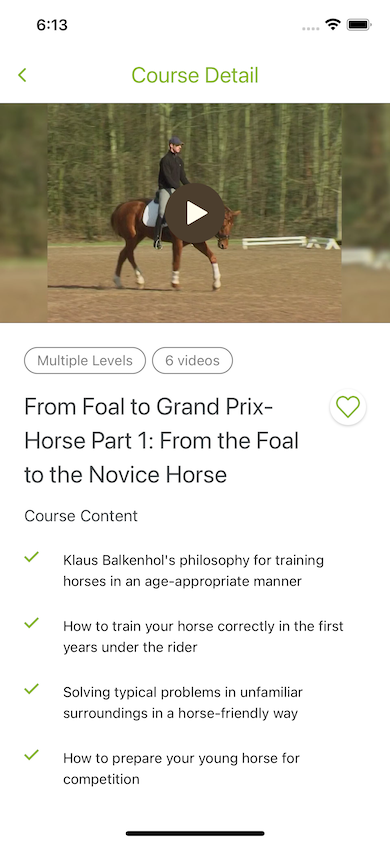 6:13
Course Detail
Multiple Levels
6 videos
From Foal to Grand Prix-
Horse Part 1: From the Foal
to the Novice Horse
Course Content
Klaus Balkenhol's philosophy for training
horses in an age-appropriate manner
How to train your horse correctly in the first
years under the rider
Solving typical problems in unfamiliar
surroundings in a horse-friendly way
How to prepare your young horse for
competition